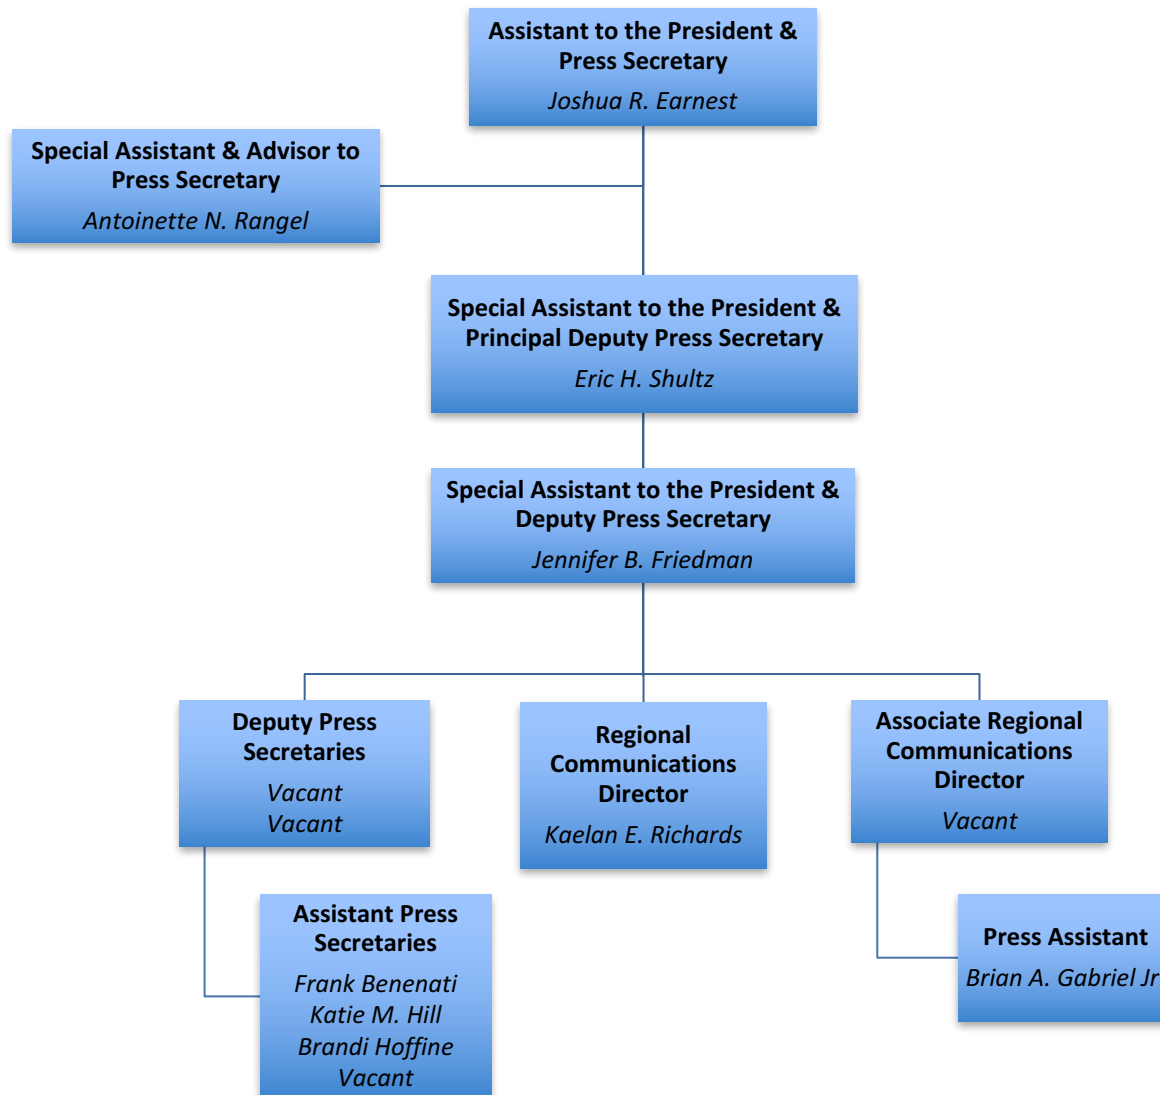 Assistant to the President &
Press Secretary
Joshua R. Earnest
Special Assistant & Advisor to
Press Secretary
Antoinette N. Rangel
Special Assistant to the President &
Principal Deputy Press Secretary
Eric H. Shultz
Special Assistant to the President &
Deputy Press Secretary
Jennifer B. Friedman
Deputy Press
Secretaries
Vacant
Vacant
Regional
Communications
Director
Kaelan E. Richards
Associate Regional
Communications
Director
Vacant
Assistant Press
Secretaries
Frank Benenati
Katie M. Hill
Brandi Hoffine
Vacant
Press Assistant
Brian A. Gabriel Jr